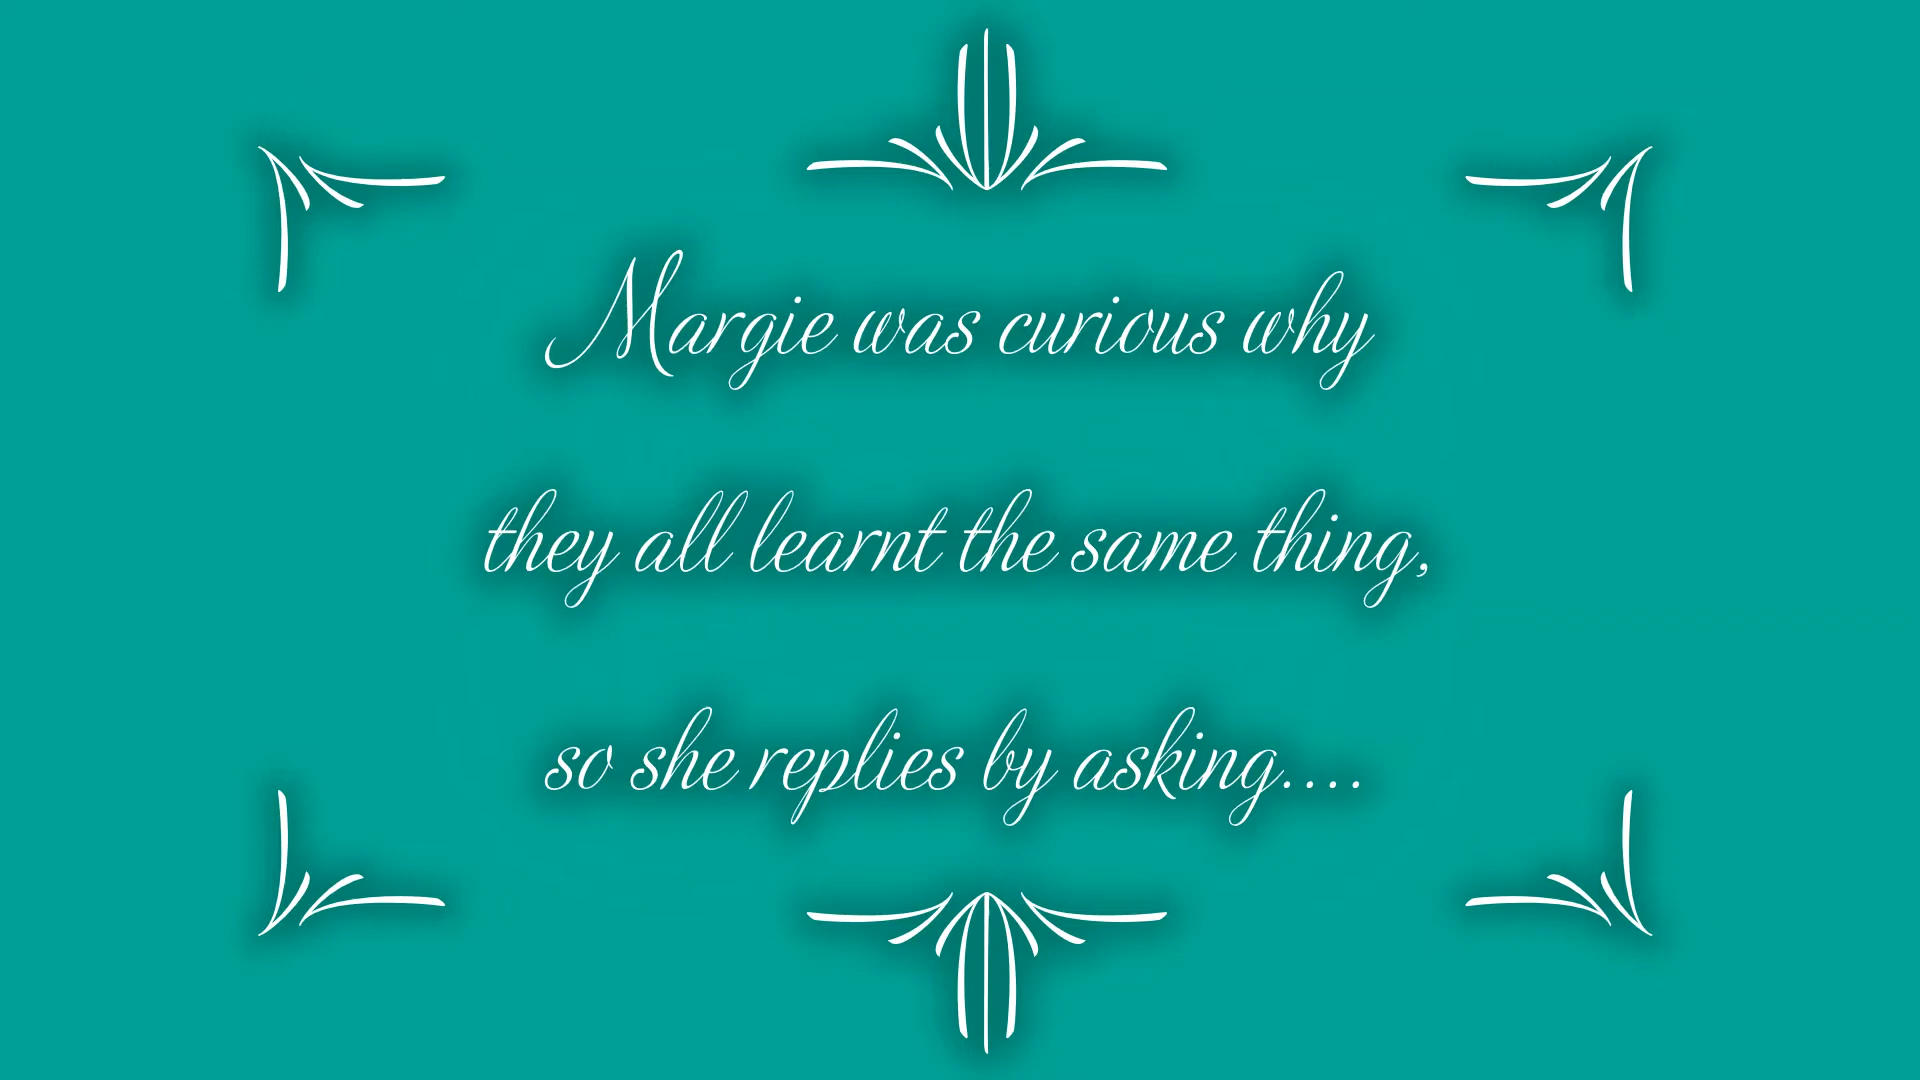 Margie was curious why
they all learnt the same thing,
so she replies by asking....